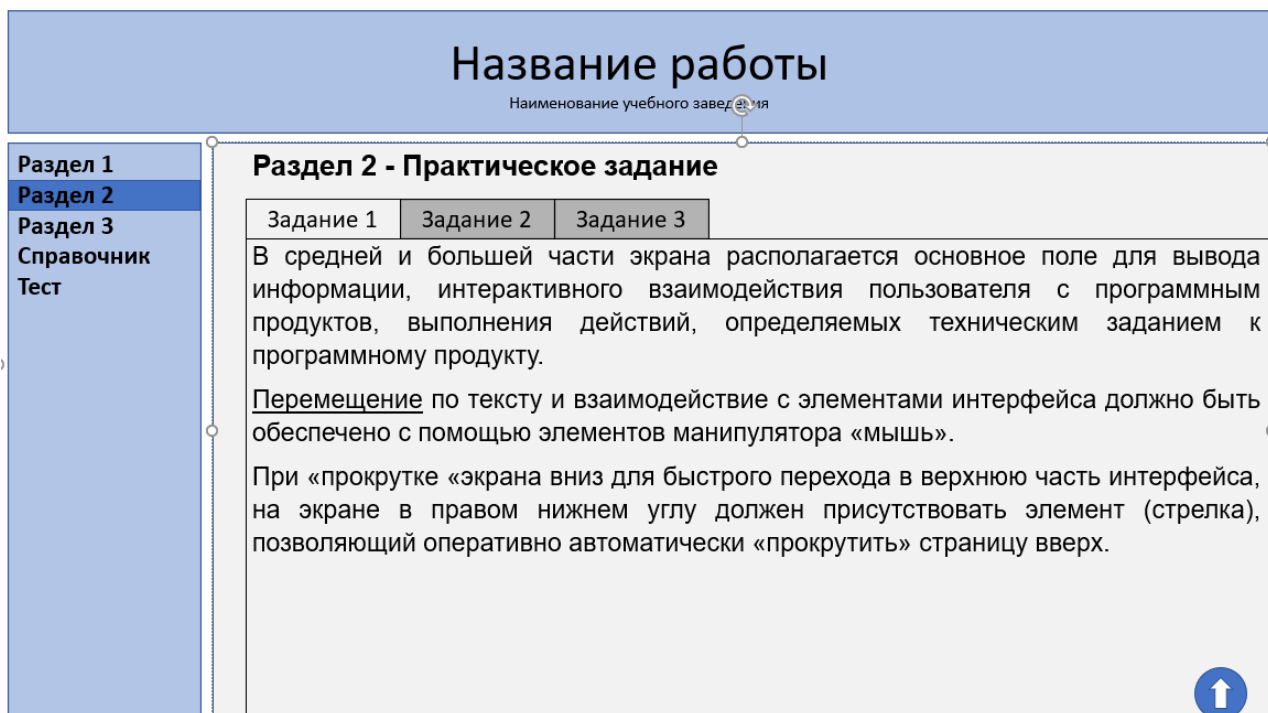 Название работы
Наименование учебного заведения
Раздел 1
Раздел 2
Раздел 3
Справочник
Тест
Раздел 2 - Практическое задание
Задание 1 Задание 2 Задание 3
В средней и большей части экрана располагается основное поле для вывода
информации, интерактивного взаимодействия пользователя с программным
продуктов, выполнения действий, определяемых техническим заданием к
программному продукту.
Перемещение по тексту и взаимодействие с элементами интерфейса должно быть
обеспечено с помощью элементов манипулятора «мышь».
При «прокрутке «экрана вниз для быстрого перехода в верхнюю часть интерфейса,
на экране в правом нижнем углу должен присутствовать элемент (стрелка),
позволяющий оперативно автоматически «прокрутить» страницу вверх.